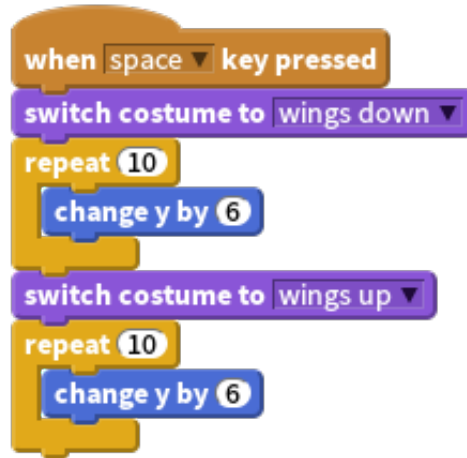 when space key pressed
switch costume to wings down
repeat 10
change y by 6
switch costume to wings up
repeat 10
change y by 6